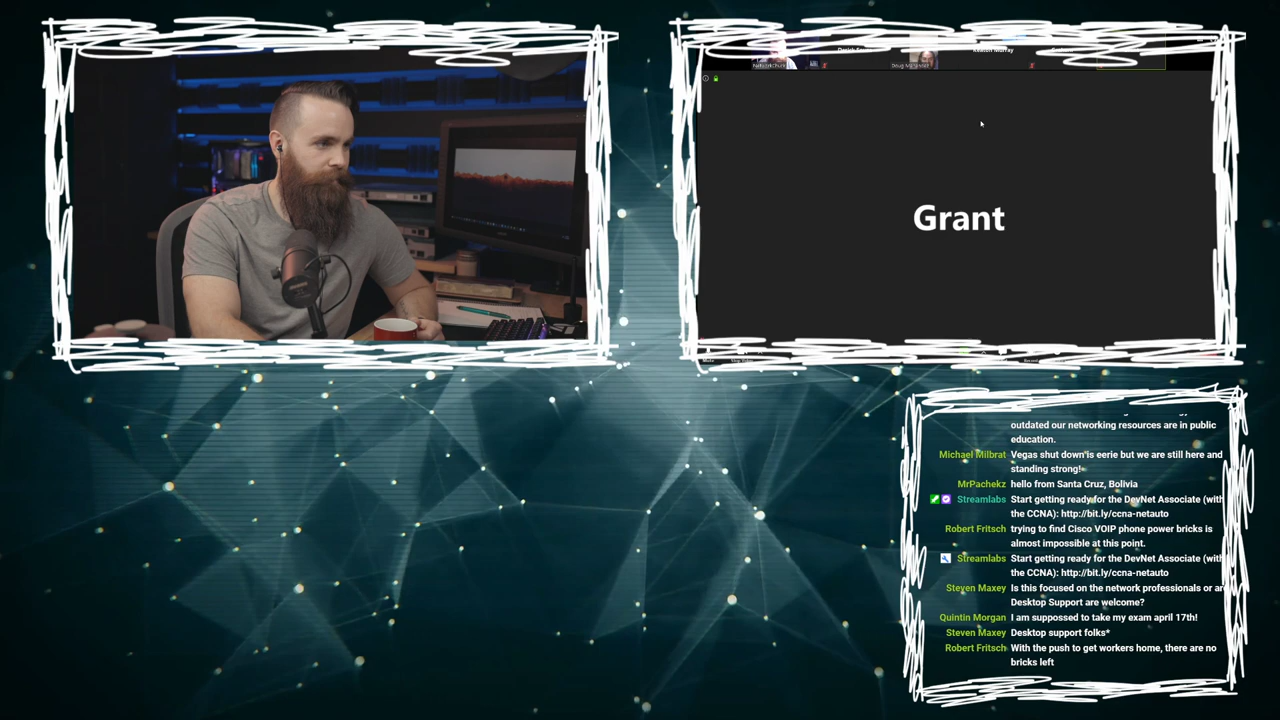 Grant
outdated our networking resources are in public
education.
Michael Milbrat Vegas shut down is eerie but we are still here and
standing strong!
MrPachekz hello from Santa Cruz, Bolivia
Streamlabs Start getting ready for the DevNet Associate (with
the CCNA): http://bit.ly/ccna-netauto
Robert Fritsch trying to find Cisco VOIP phone power bricks is
almost impossible at this point.
Streamlabs Start getting ready for the DevNet Associate (with
the CCNA): http://bit.ly/ccna-netauto
Steven Maxey Is this focused on the network professionals or are
Desktop Support are welcome?
Quintin Morgan I am suppossed to take my exam april 17th!
Steven Maxey Desktop support folks*
Robert Fritsch With the push to get workers home, there are no
bricks left